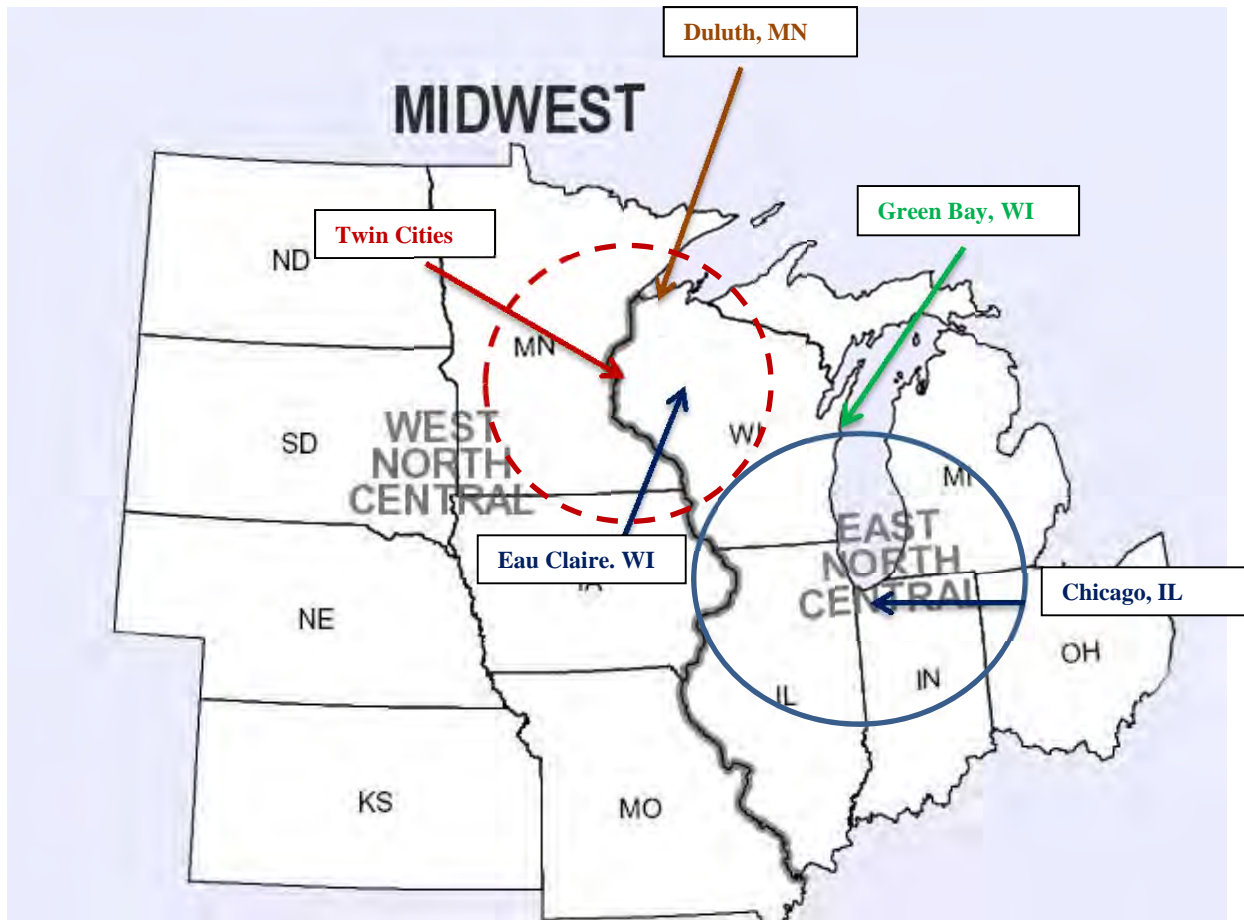 Duluth, MN
MIDWEST
Green Bay, WI
Twin Cities
ND
MN
SD
WEST
NORTH
CENTRAL
WI
MI
EAST
NORTH
CENTRAL
Eau Claire. WI
IA
Chicago, IL
NE
OH
IN
IL
KS
MO